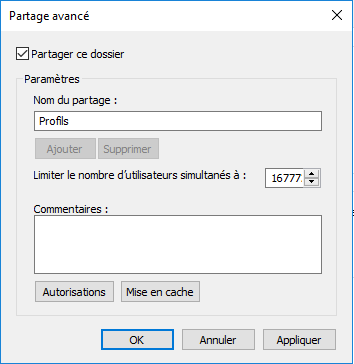 Partage avancé
Partager ce dossier
Paramètres
Nom du partage :
Profils
Ajouter Supprimer
Limiter le nombre d'utilisateurs simultanés à : 16777
Commentaires :
Autorisations Mise en cache
OK Annuler Appliquer